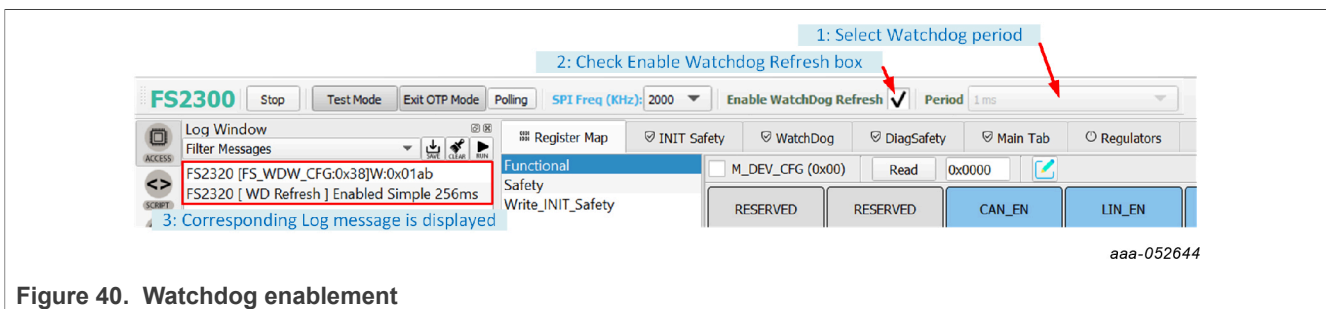 1: Select Watchdog period
2: Check Enable Watchdog Refresh box
FS2300 Stop Test Mode Exit OTP Mode Polling SPI Freq (KHz): 2000 Enable WatchDog Refresh Period 1 ms
ACCESS
Log Window
Filter Messages SAVE CLEAR RUN
Register Map INIT Safety WatchDog DiagSafety Main Tab Regulators
SCRIPT
FS2320 [FS_WDW_CFG:0x38]W:0x01ab
FS2320 [ WD Refresh ] Enabled Simple 256ms
3: Corresponding Log message is displayed
Functional
Safety
Write_INIT_Safety
M_DEV_CFG (0x00) Read 0x0000
RESERVED RESERVED CAN_EN LIN_EN
aaa-052644
Figure 40. Watchdog enablement